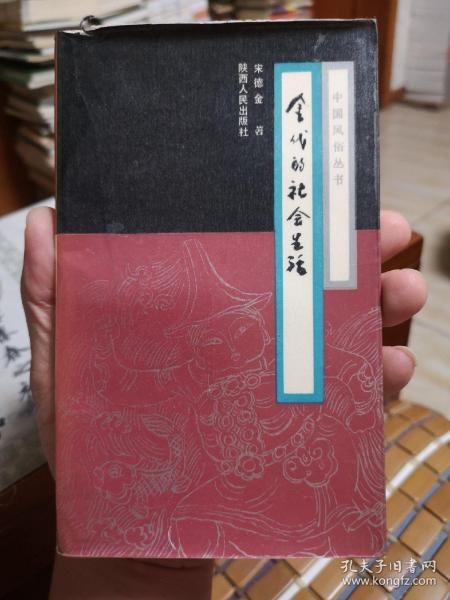 中国风俗丛书
金代的社会生活
宋德金 著
陕西人民出版社
孔夫子旧书网
www.kongfz.com